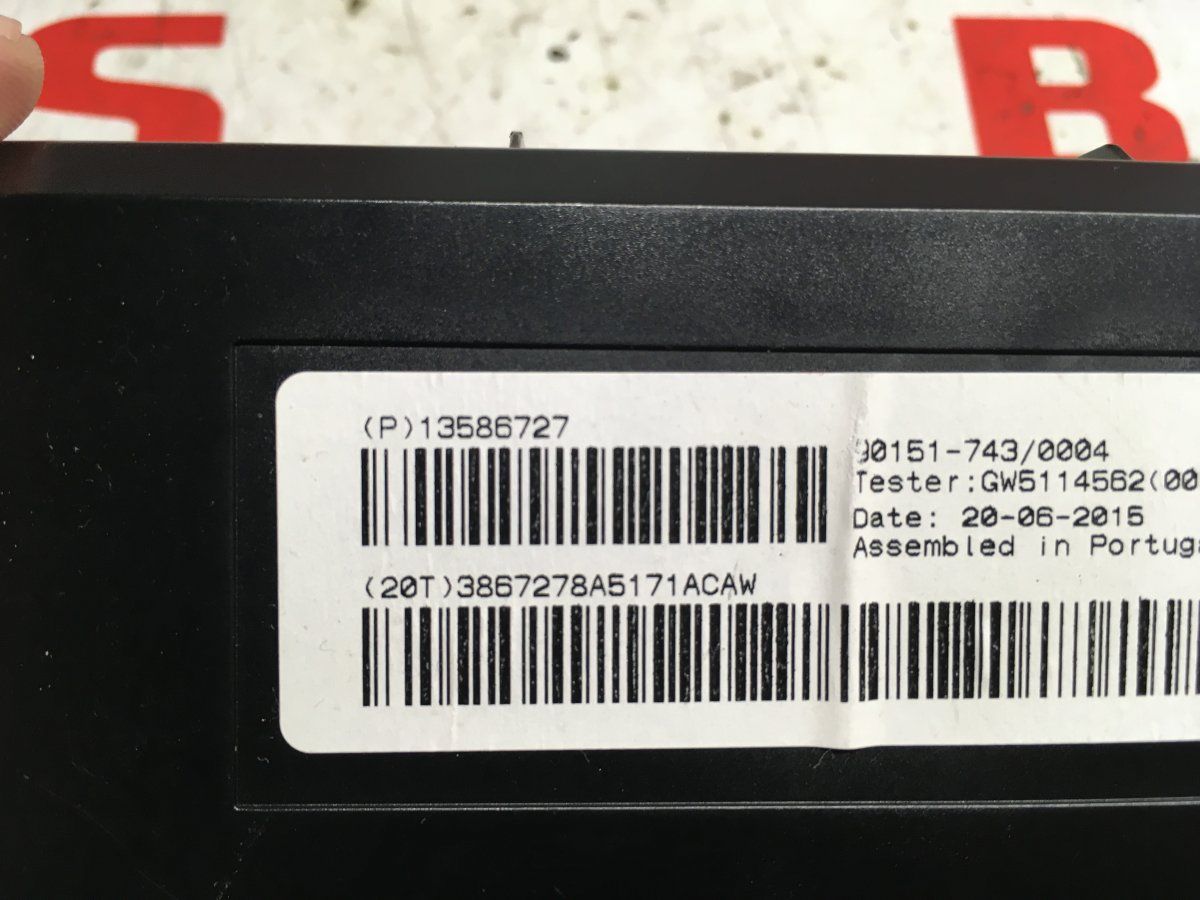 S B
(P)13586727
90151-743/0004
Tester:GW5114562(00
Date: 20-06-2015
Assembled in Portuga
(20T)3867278A5171ACAW